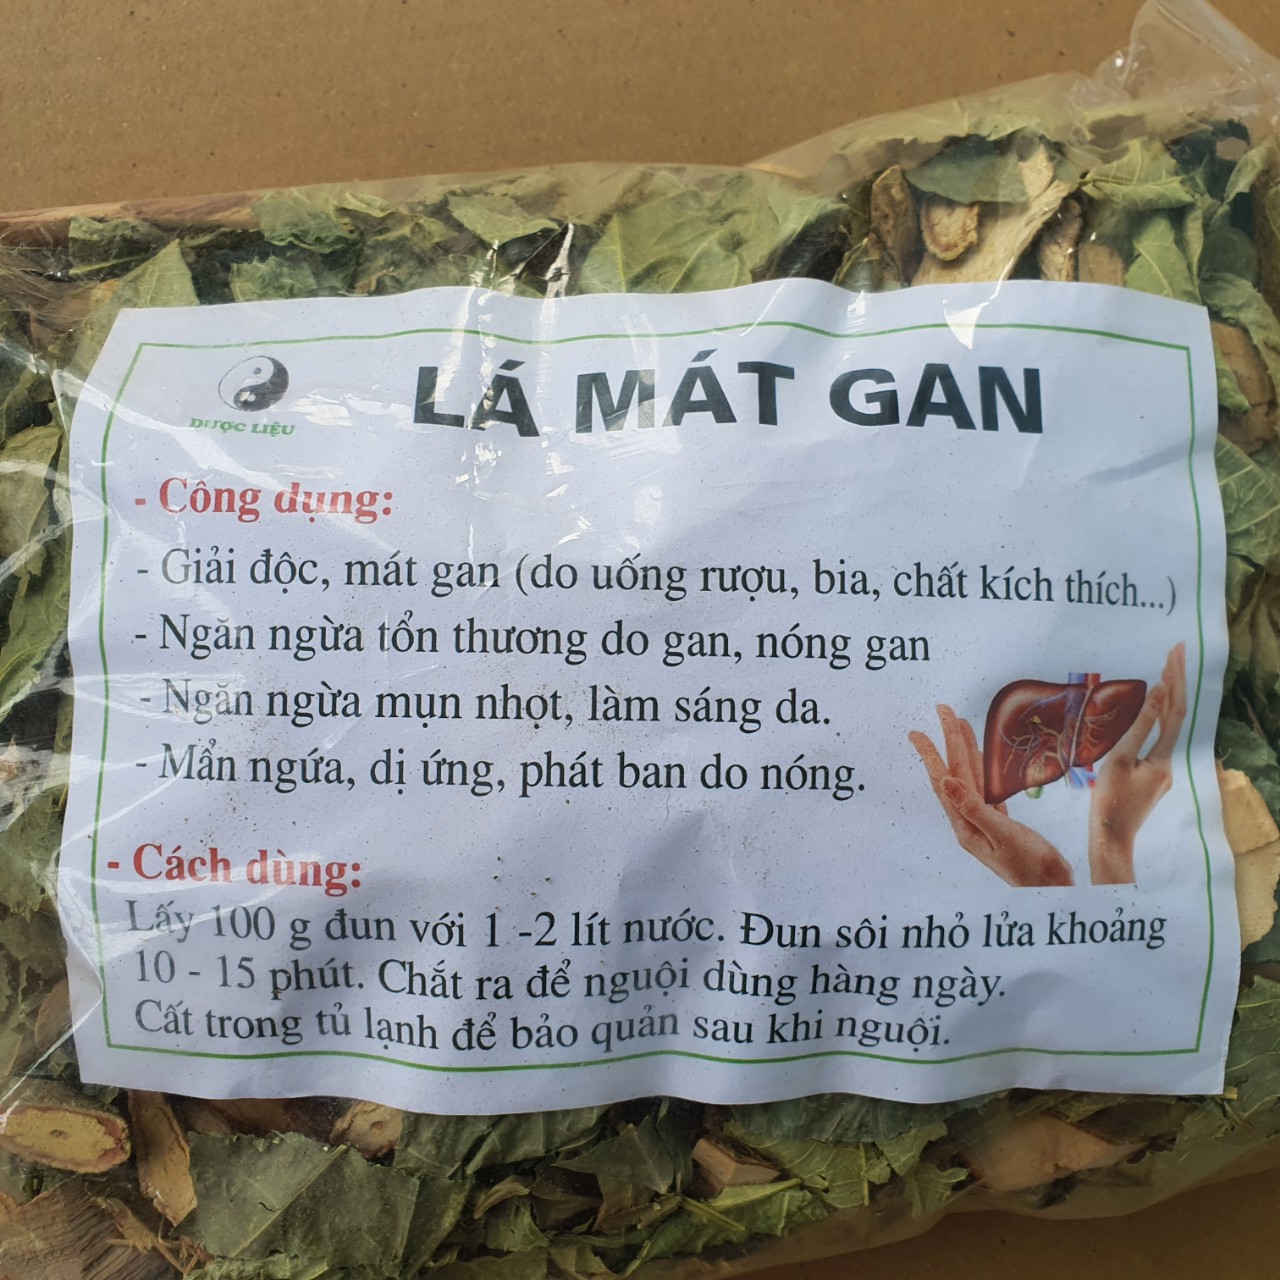 DƯỢC LIỆU
LÁ MÁT GAN
- Công dụng:
- Giải độc, mát gan (do uống rượu, bia, chất kích thích...)
- Ngăn ngừa tổn thương do gan, nóng gan
- Ngăn ngừa mụn nhọt, làm sáng da.
- Mẩn ngứa, dị ứng, phát ban do nóng.
- Cách dùng:
Lấy 100 g đun với 1 -2 lít nước. Đun sôi nhỏ lửa khoảng
10 - 15 phút. Chắt ra để nguội dùng hàng ngày.
Cất trong tủ lạnh để bảo quản sau khi nguội.